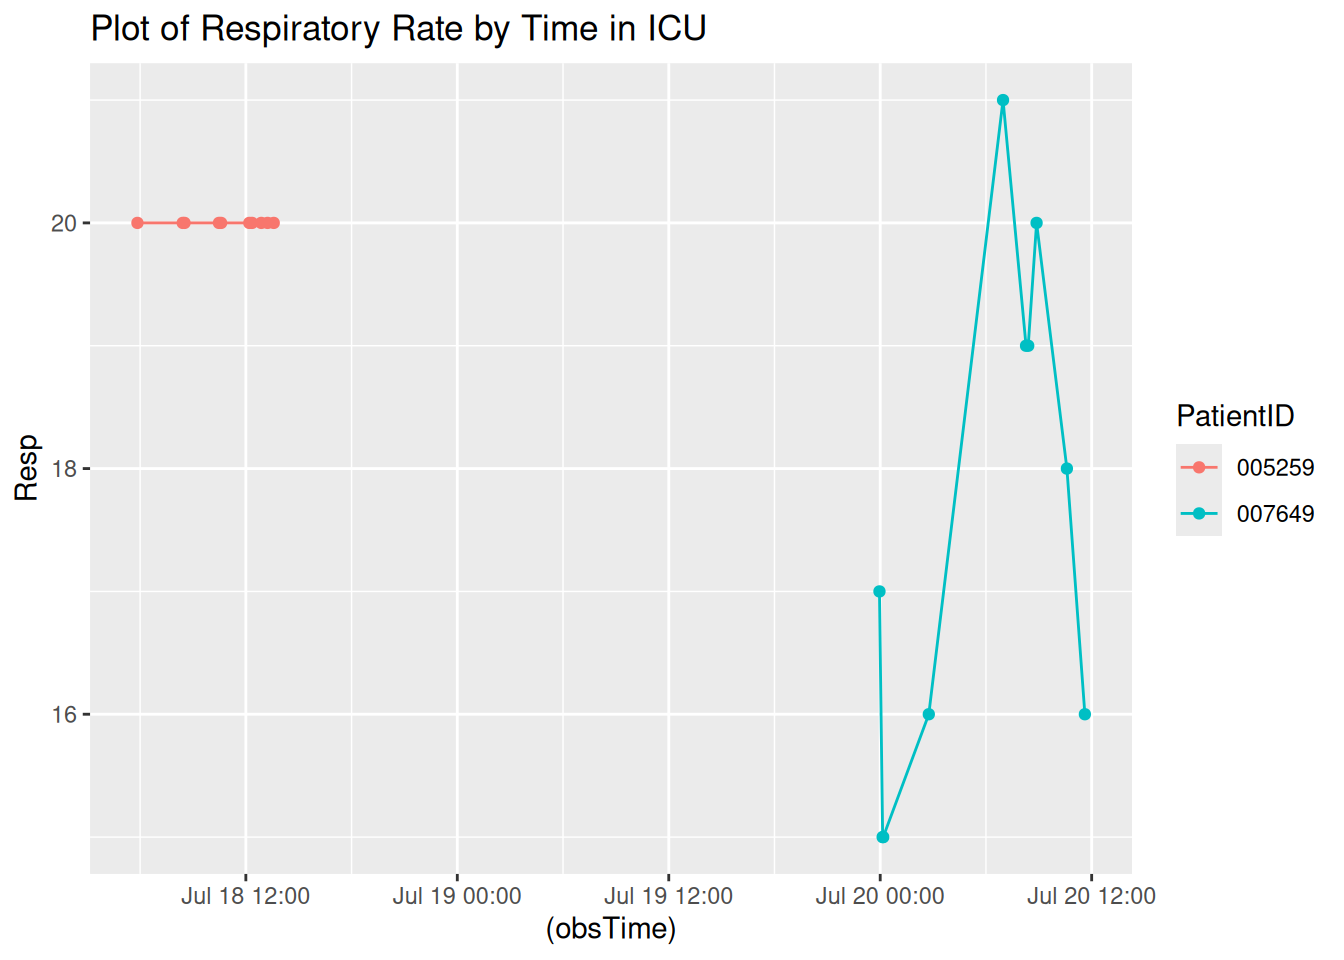 Plot of Respiratory Rate by Time in ICU
Resp
20
18
16
Jul 18 12:00
Jul 19 00:00
Jul 19 12:00
Jul 20 00:00
Jul 20 12:00
(obsTime)
PatientID
005259
007649